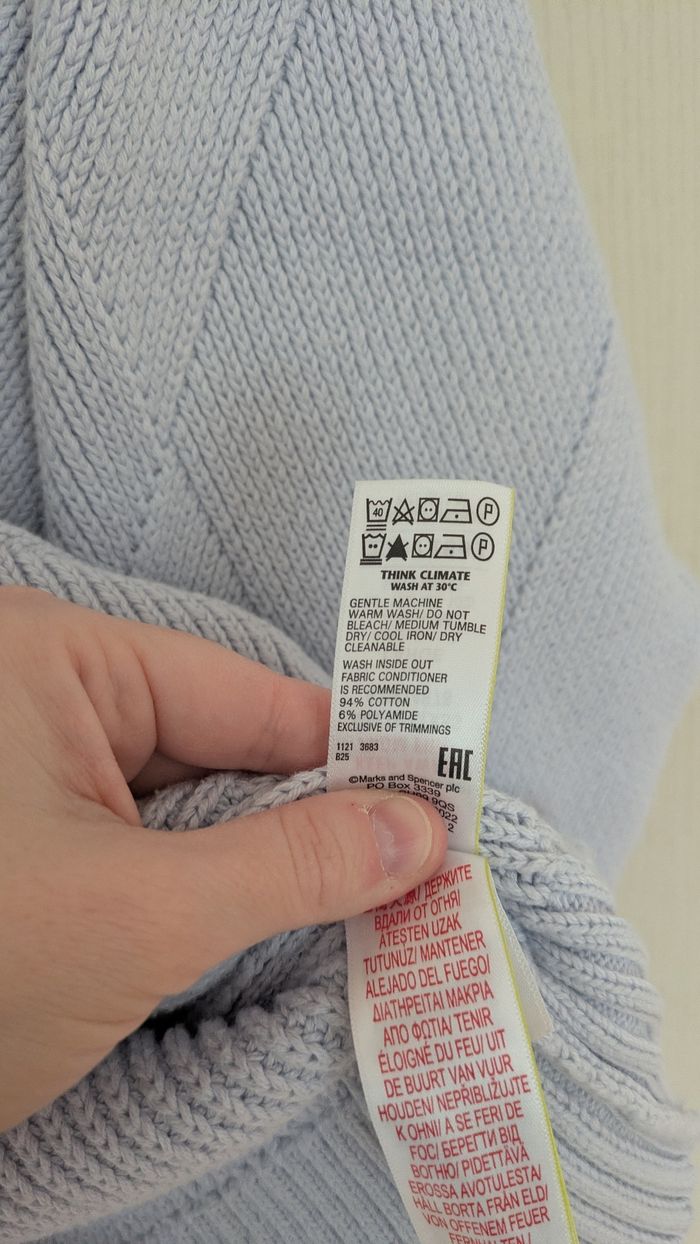 40
P
P
THINK CLIMATE
WASH AT 30°C
GENTLE MACHINE
WARM WASH/ DO NOT
BLEACH/ MEDIUM TUMBLE
DRY/ COOL IRON/ DRY
CLEANABLE
WASH INSIDE OUT
FABRIC CONDITIONER
IS RECOMMENDED
94% COTTON
6% POLYAMIDE
EXCLUSIVE OF TRIMMINGS
1121 3683
B25
EAC
©Marks and Spencer plc
PO Box 3339
9QS
ДЕРЖИТЕ
ВДАЛИ ОТ ОГНЯ/
ATEŞTEN UZAK
TUTUNUZ/ MANTENER
ALEJADO DEL FUEGO/
ΔΙΑΤΗΡΕΙΤΑΙ ΜΑΚΡΙΑ
ΑΠΟ ΦΩΤΙΑ/ TENIR
ÉLOIGNÉ DU FEU/ UIT
DE BUURT VAN VUUR
HOUDEN/ NEPŘIBLIŽUJTE
K OHNI/ A SE FERI DE
FOC/ БЕРЕГТИ ВІД
ВОГНЮ/ PIDETTÄVÄ
EROSSA AVOTULESTA/
HÅLL BORTA FRÅN ELD/
VON OFFENEM FEUER
FERNHALTEN /